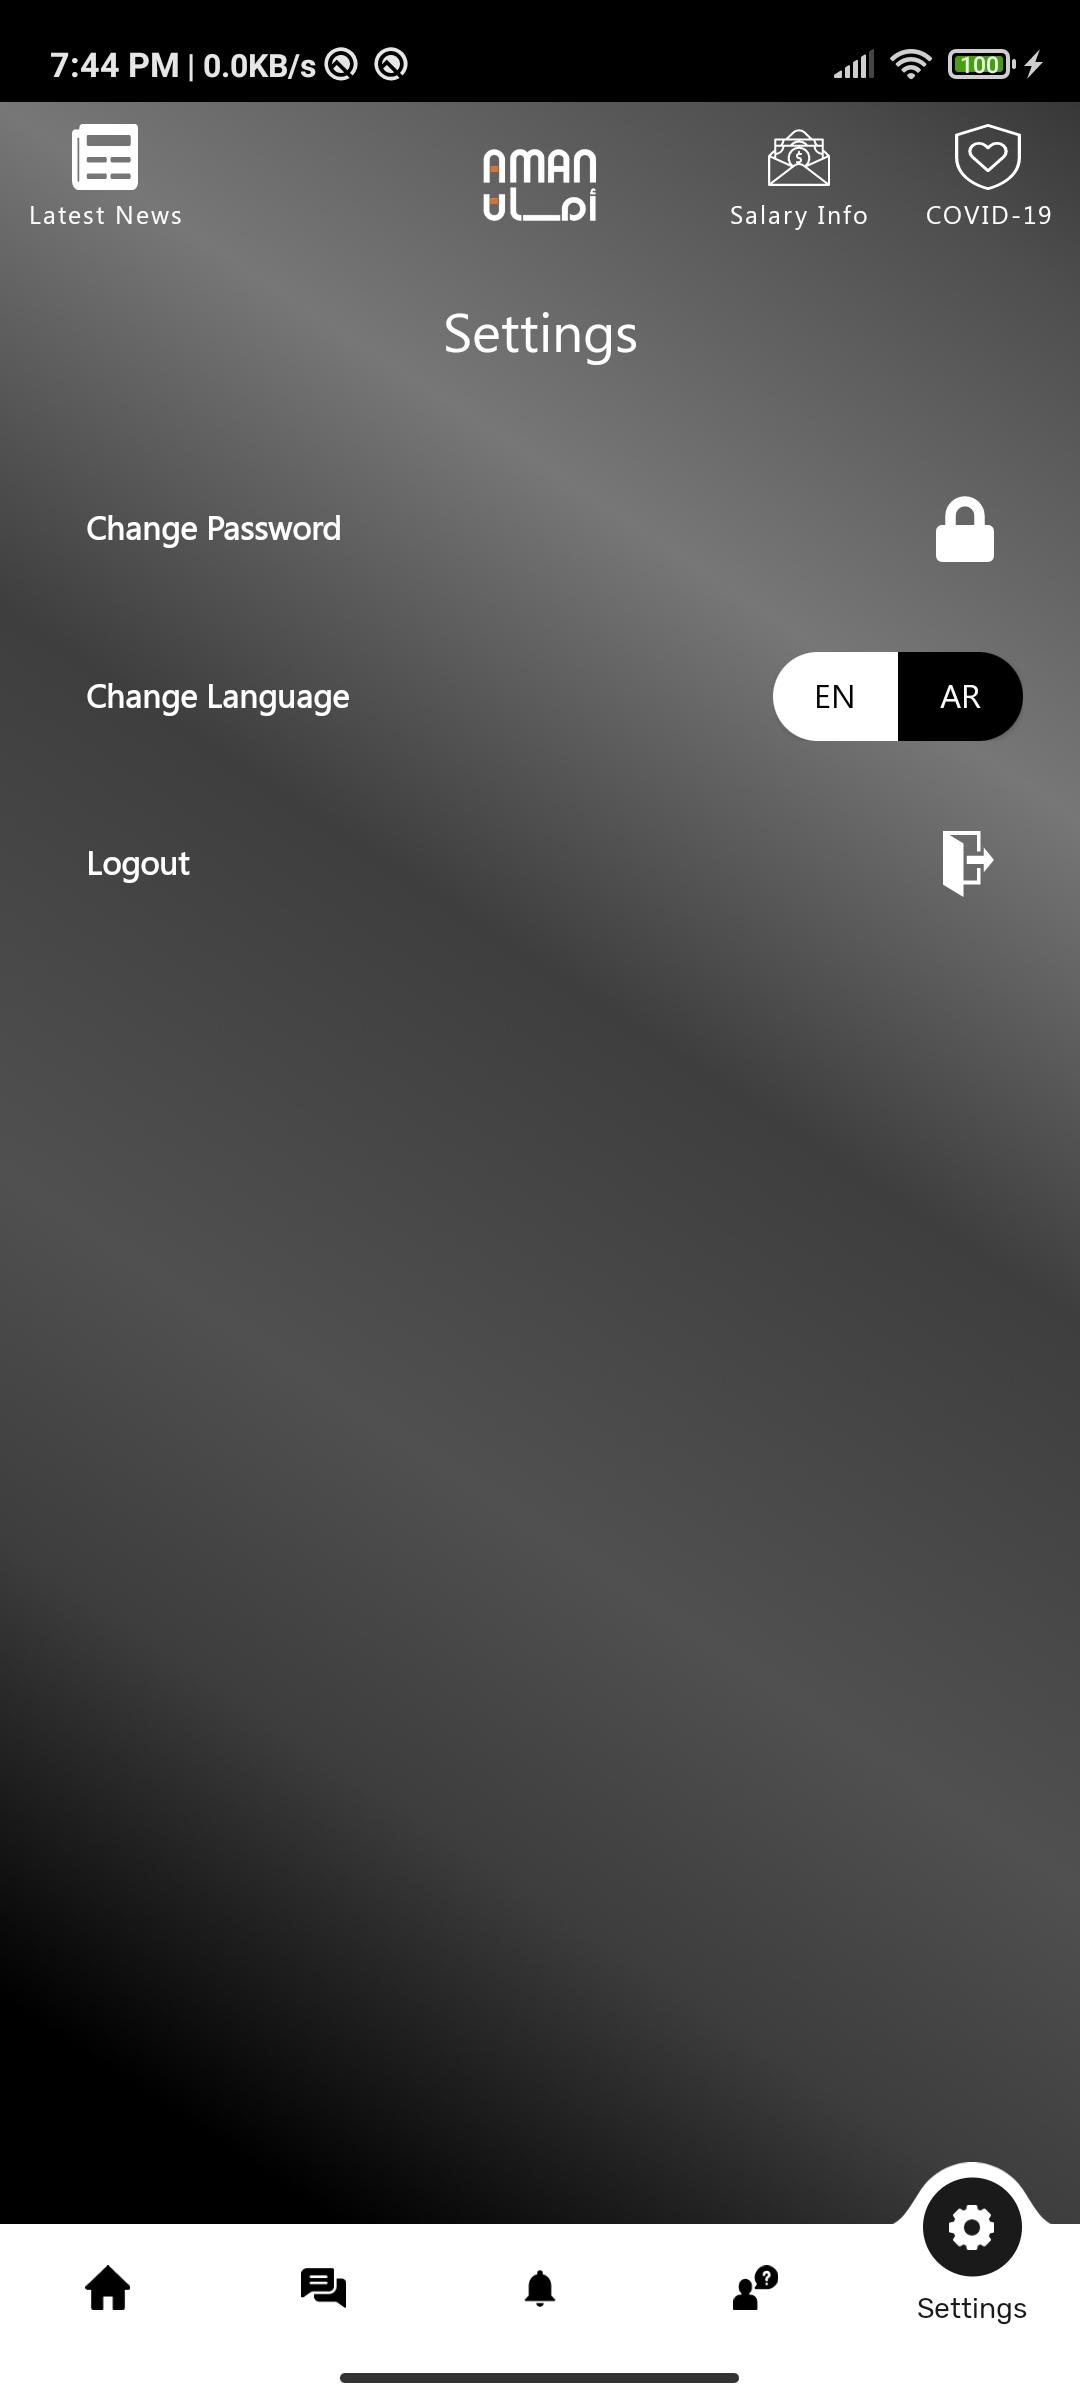 7:44 PM | 0.0KB/s
100
Latest News
AMAN
أمان
Salary Info
COVID-19
Settings
Change Password
Change Language
EN
AR
Logout
Settings